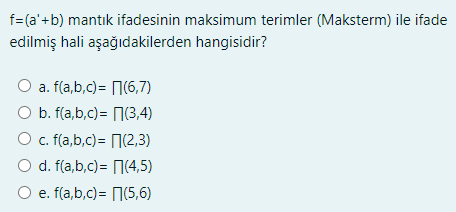 f=(a'+b) mantık ifadesinin maksimum terimler (Maksterm) ile ifade
edilmiş hali aşağıdakilerden hangisidir?
a. f(a,b,c)= ∏(6,7)
b. f(a,b,c)= ∏(3,4)
c. f(a,b,c)= ∏(2,3)
d. f(a,b,c)= ∏(4,5)
e. f(a,b,c)= ∏(5,6)